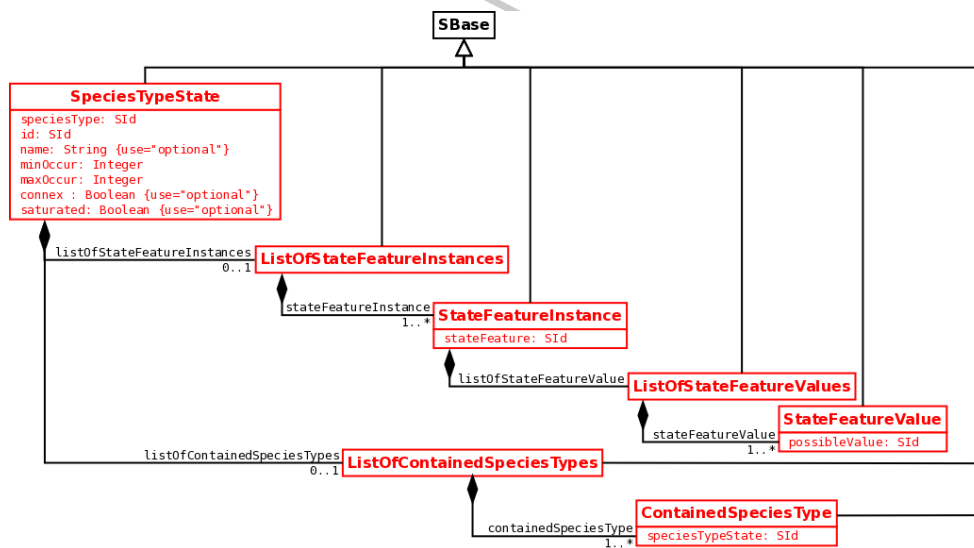 SBase
SpeciesTypeState
speciesType: SId
id: SId
name: String {use="optional"}
minOccur: Integer
maxOccur: Integer
connex : Boolean {use="optional"}
saturated: Boolean {use="optional"}
listOfStateFeatureInstances
0..1
ListOfStateFeatureInstances
stateFeatureInstance
1..*
StateFeatureInstance
stateFeature: SId
listOfStateFeatureValue
ListOfStateFeatureValues
stateFeatureValue
1..*
StateFeatureValue
possibleValue: SId
listOfContainedSpeciesTypes
0..1
ListOfContainedSpeciesTypes
containedSpeciesType
1..*
ContainedSpeciesType
speciesTypeState: SId